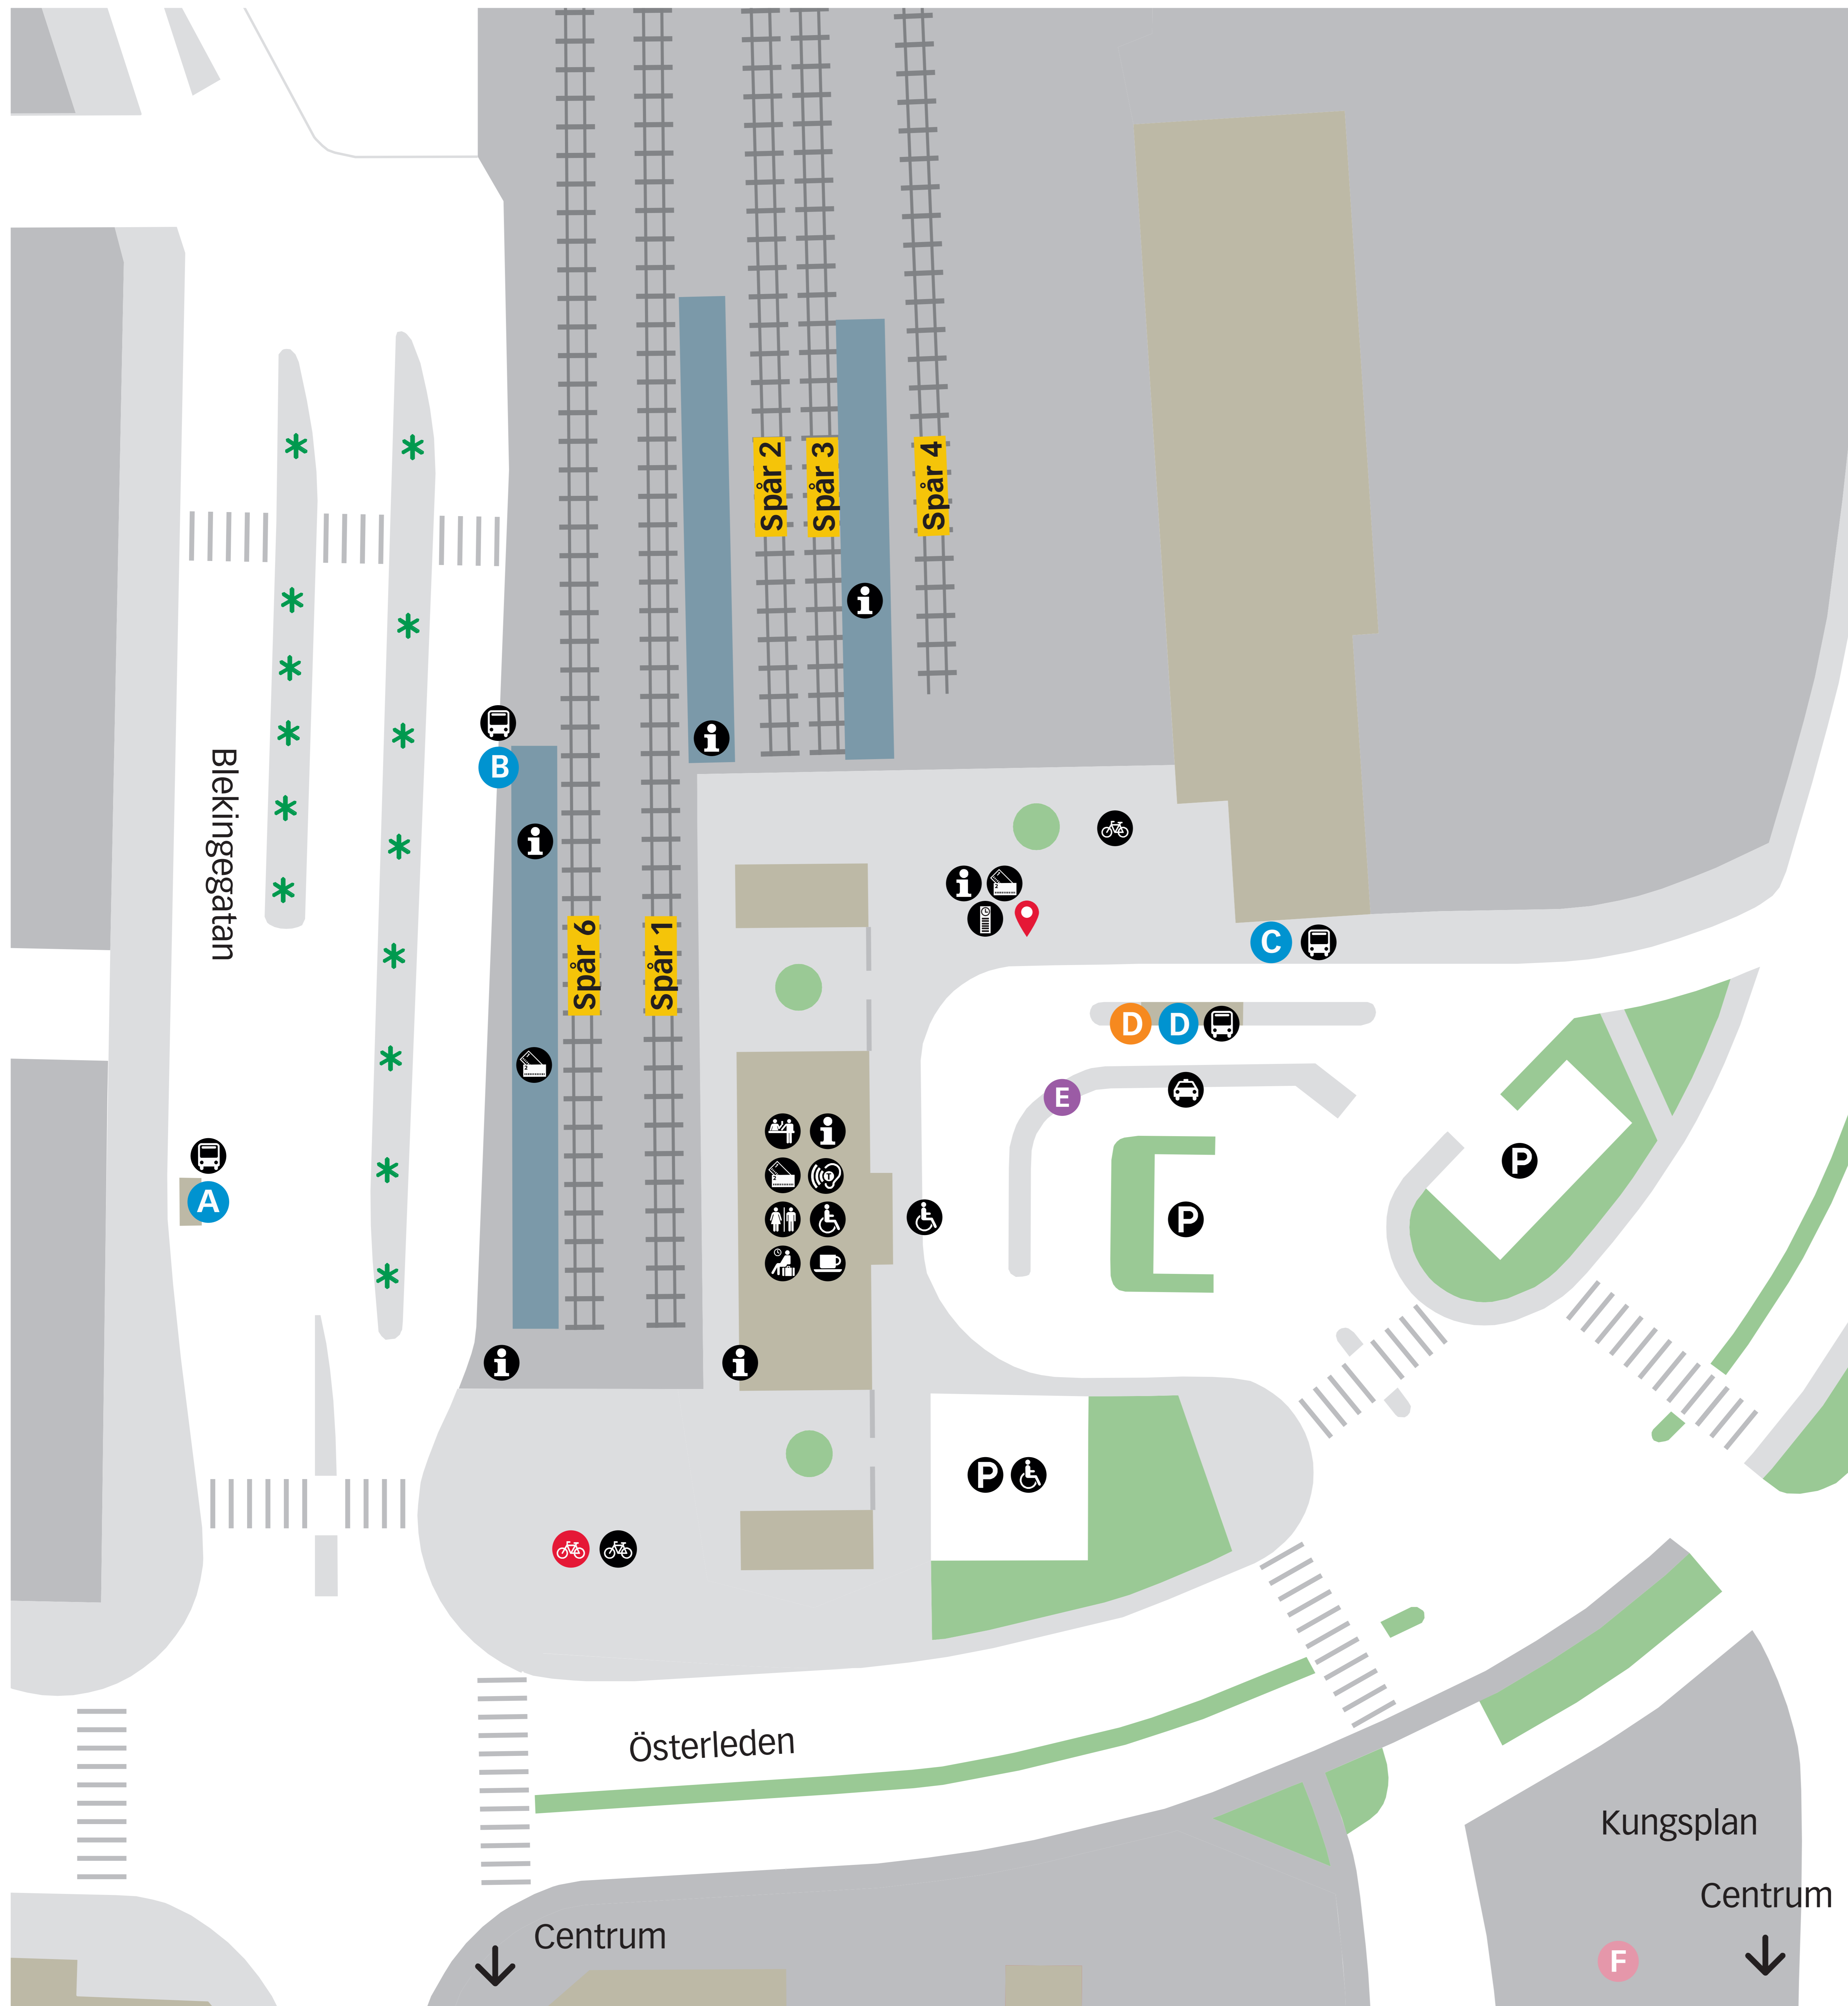 Spår 2
Spår 3
Spår 4
B
Blekingegatan
Spår 6
Spår 1
C
D
D
E
A
P
P
P
Österleden
Kungsplan
Centrum
Centrum
F